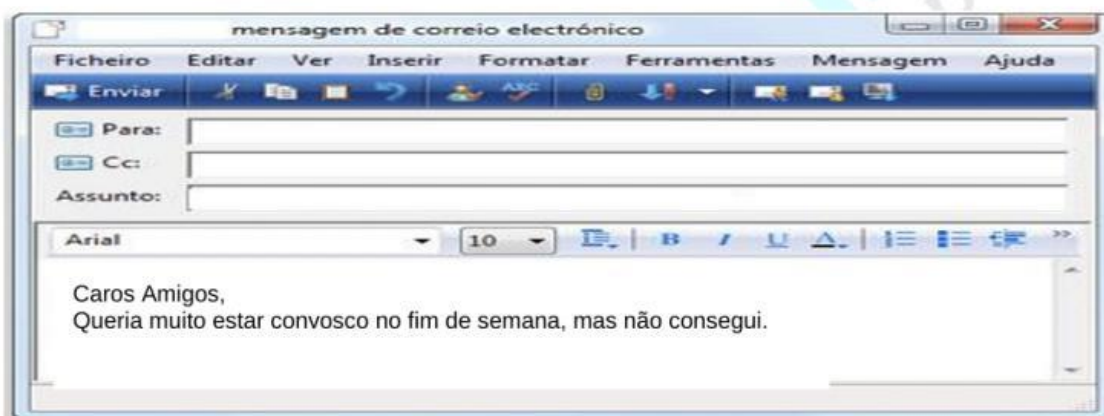 mensagem de correio electrónico
Ficheiro Editar Ver Inserir Formatar Ferramentas Mensagem Ajuda
Enviar ABC
Para:
Cc:
Assunto:
Arial 10 B I U A
Caros Amigos,
Queria muito estar convosco no fim de semana, mas não consegui.